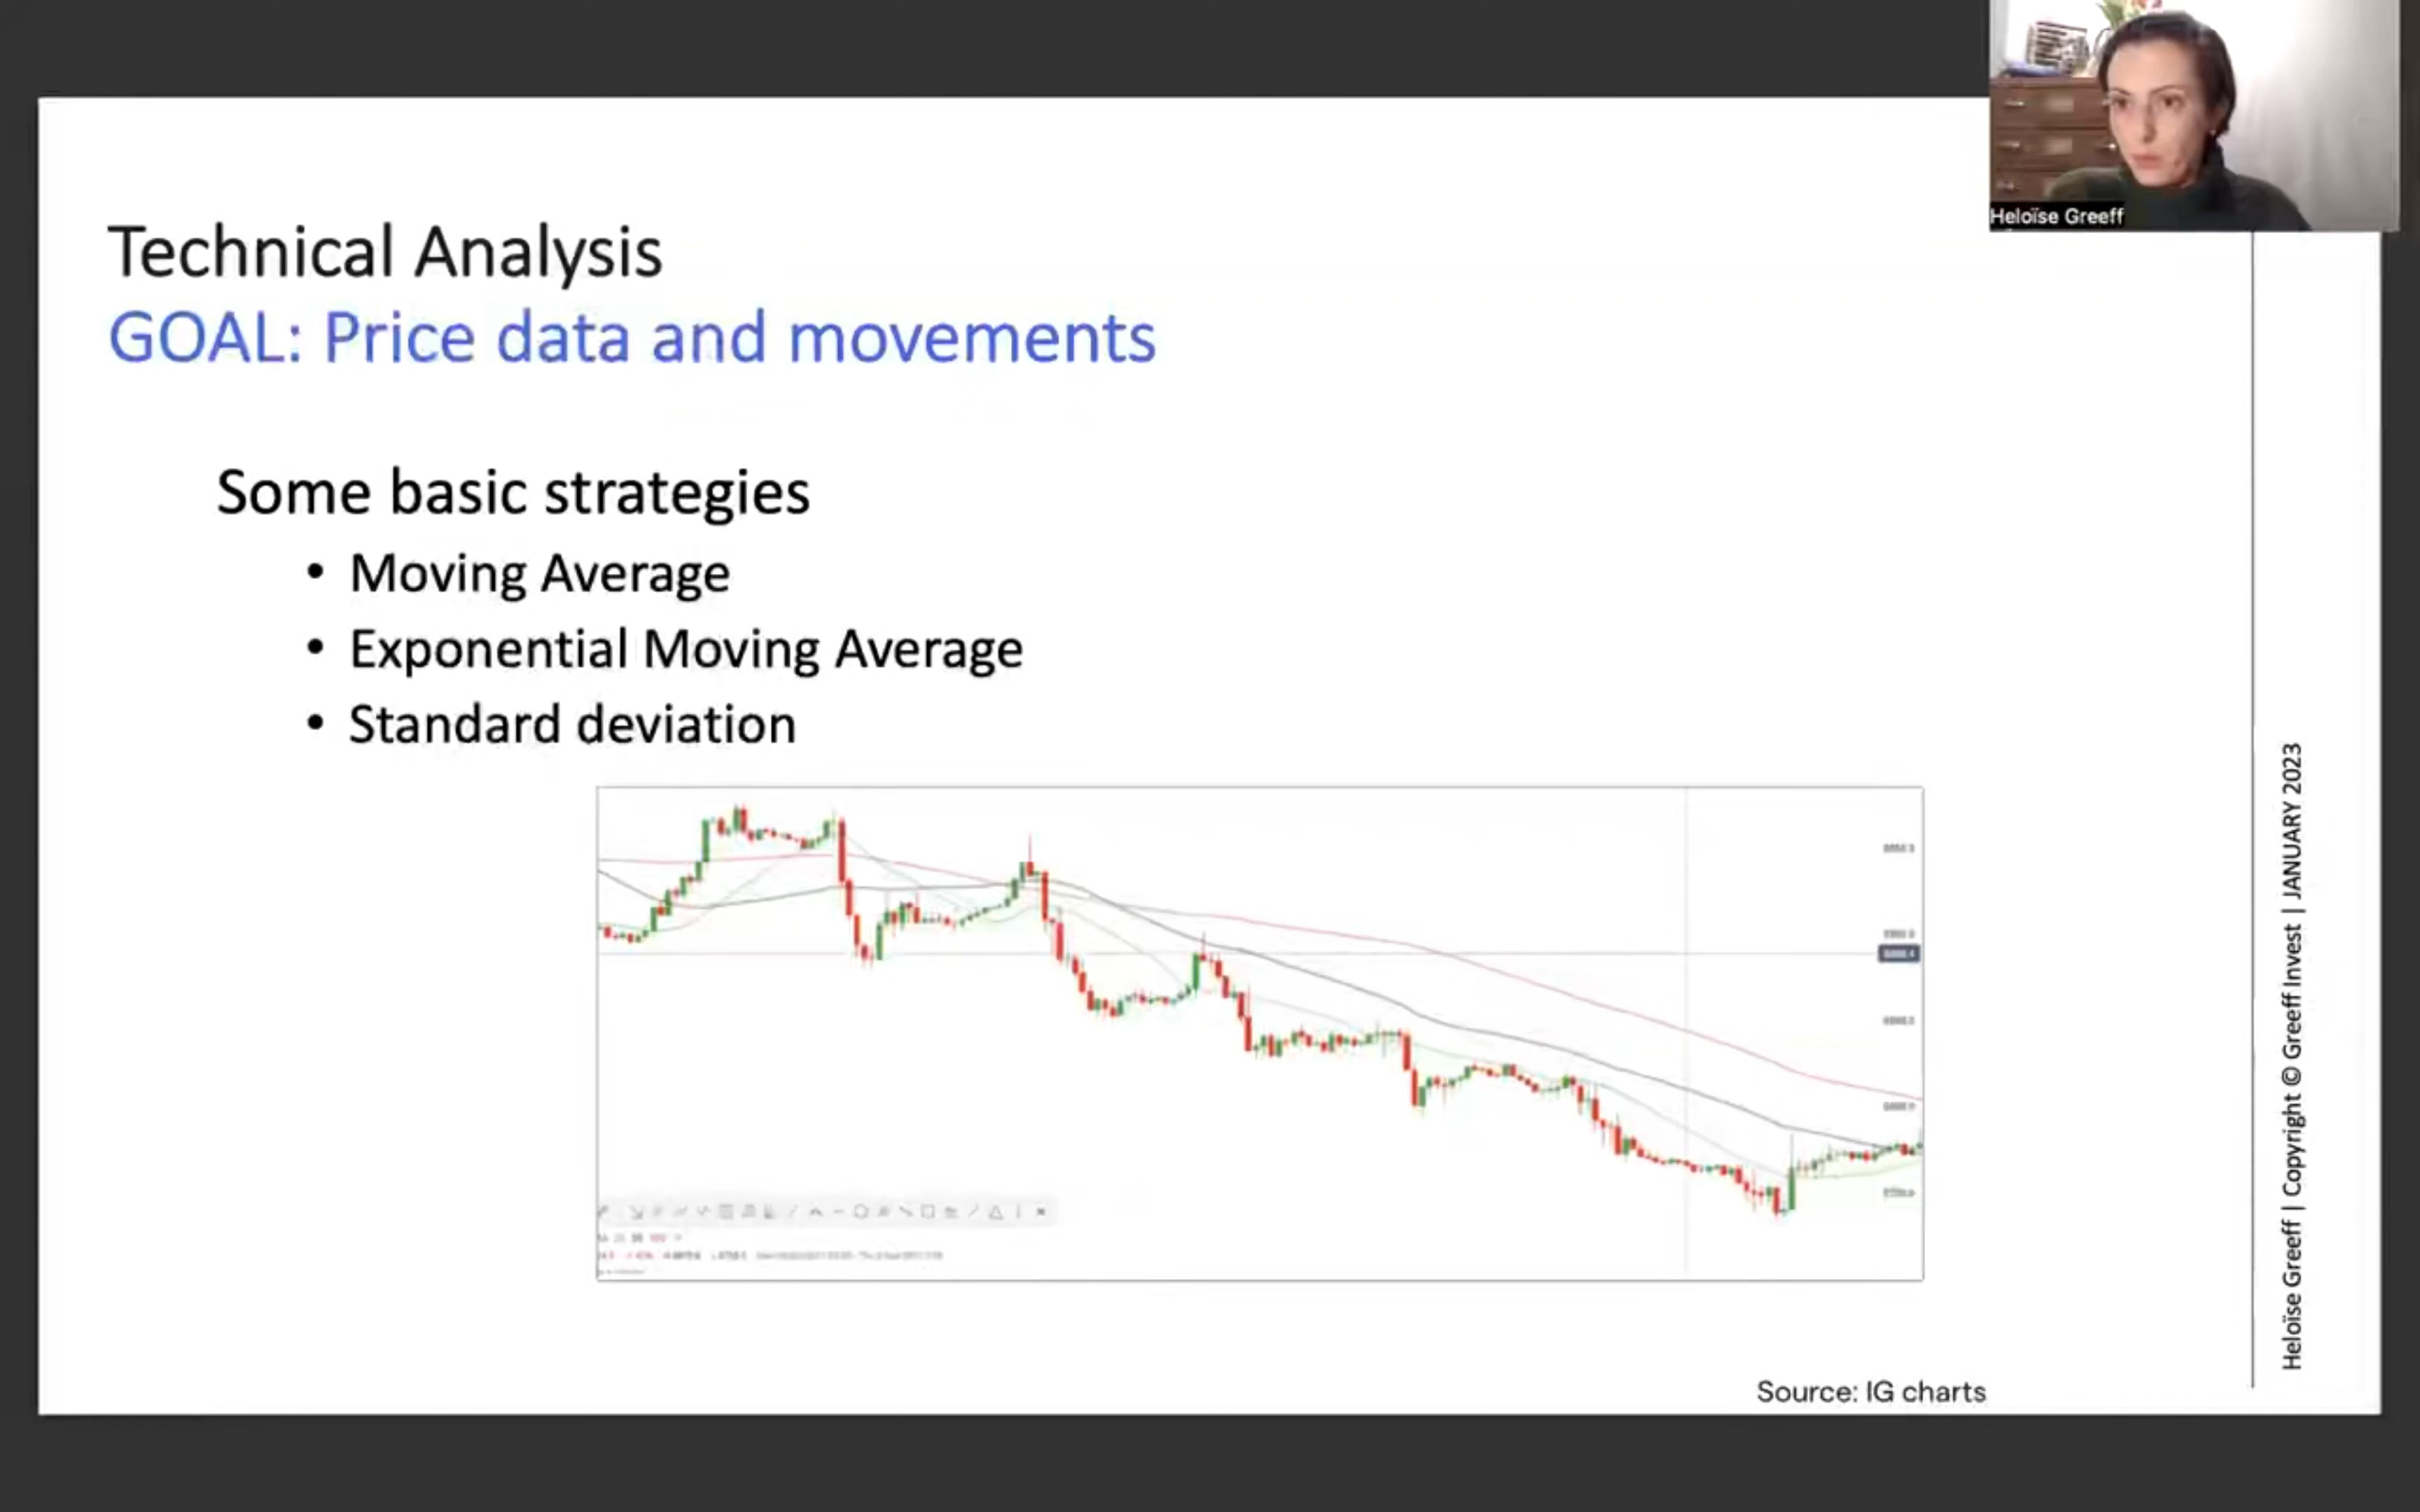 Heloïse Greeff
Technical Analysis
GOAL: Price data and movements
Some basic strategies
• Moving Average
• Exponential Moving Average
• Standard deviation
Source: IG charts
Heloïse Greeff | Copyright © Greeff Invest | JANUARY 2023